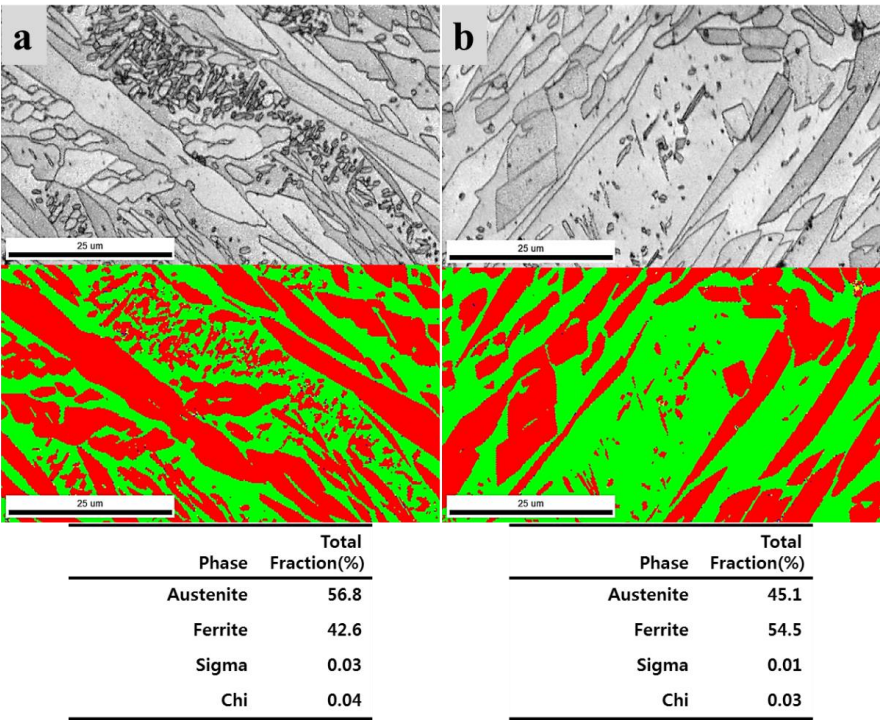 a
b
25 um
25 um
25 um
25 um
Phase Total Fraction(%)
Austenite 56.8
Ferrite 42.6
Sigma 0.03
Chi 0.04
Phase Total Fraction(%)
Austenite 45.1
Ferrite 54.5
Sigma 0.01
Chi 0.03